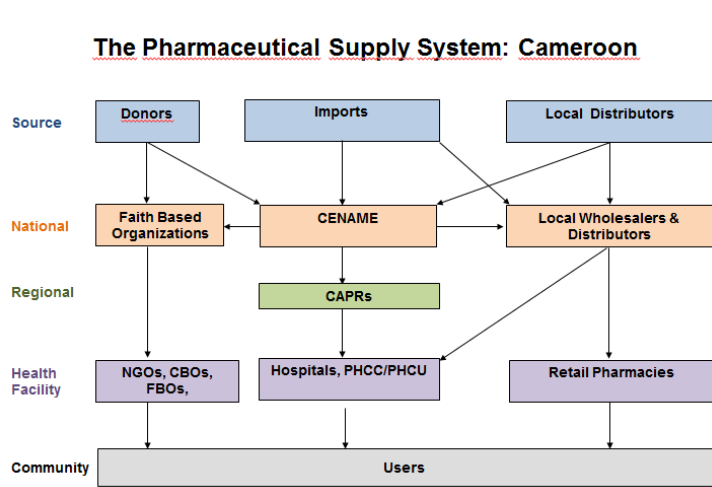 The Pharmaceutical Supply System: Cameroon
Source
Donors
Imports
Local Distributors
National
Faith Based
Organizations
CENAME
Local Wholesalers &
Distributors
Regional
CAPRs
Health
Facility
NGOs, CBOs,
FBOs,
Hospitals, PHCC/PHCU
Retail Pharmacies
Community
Users